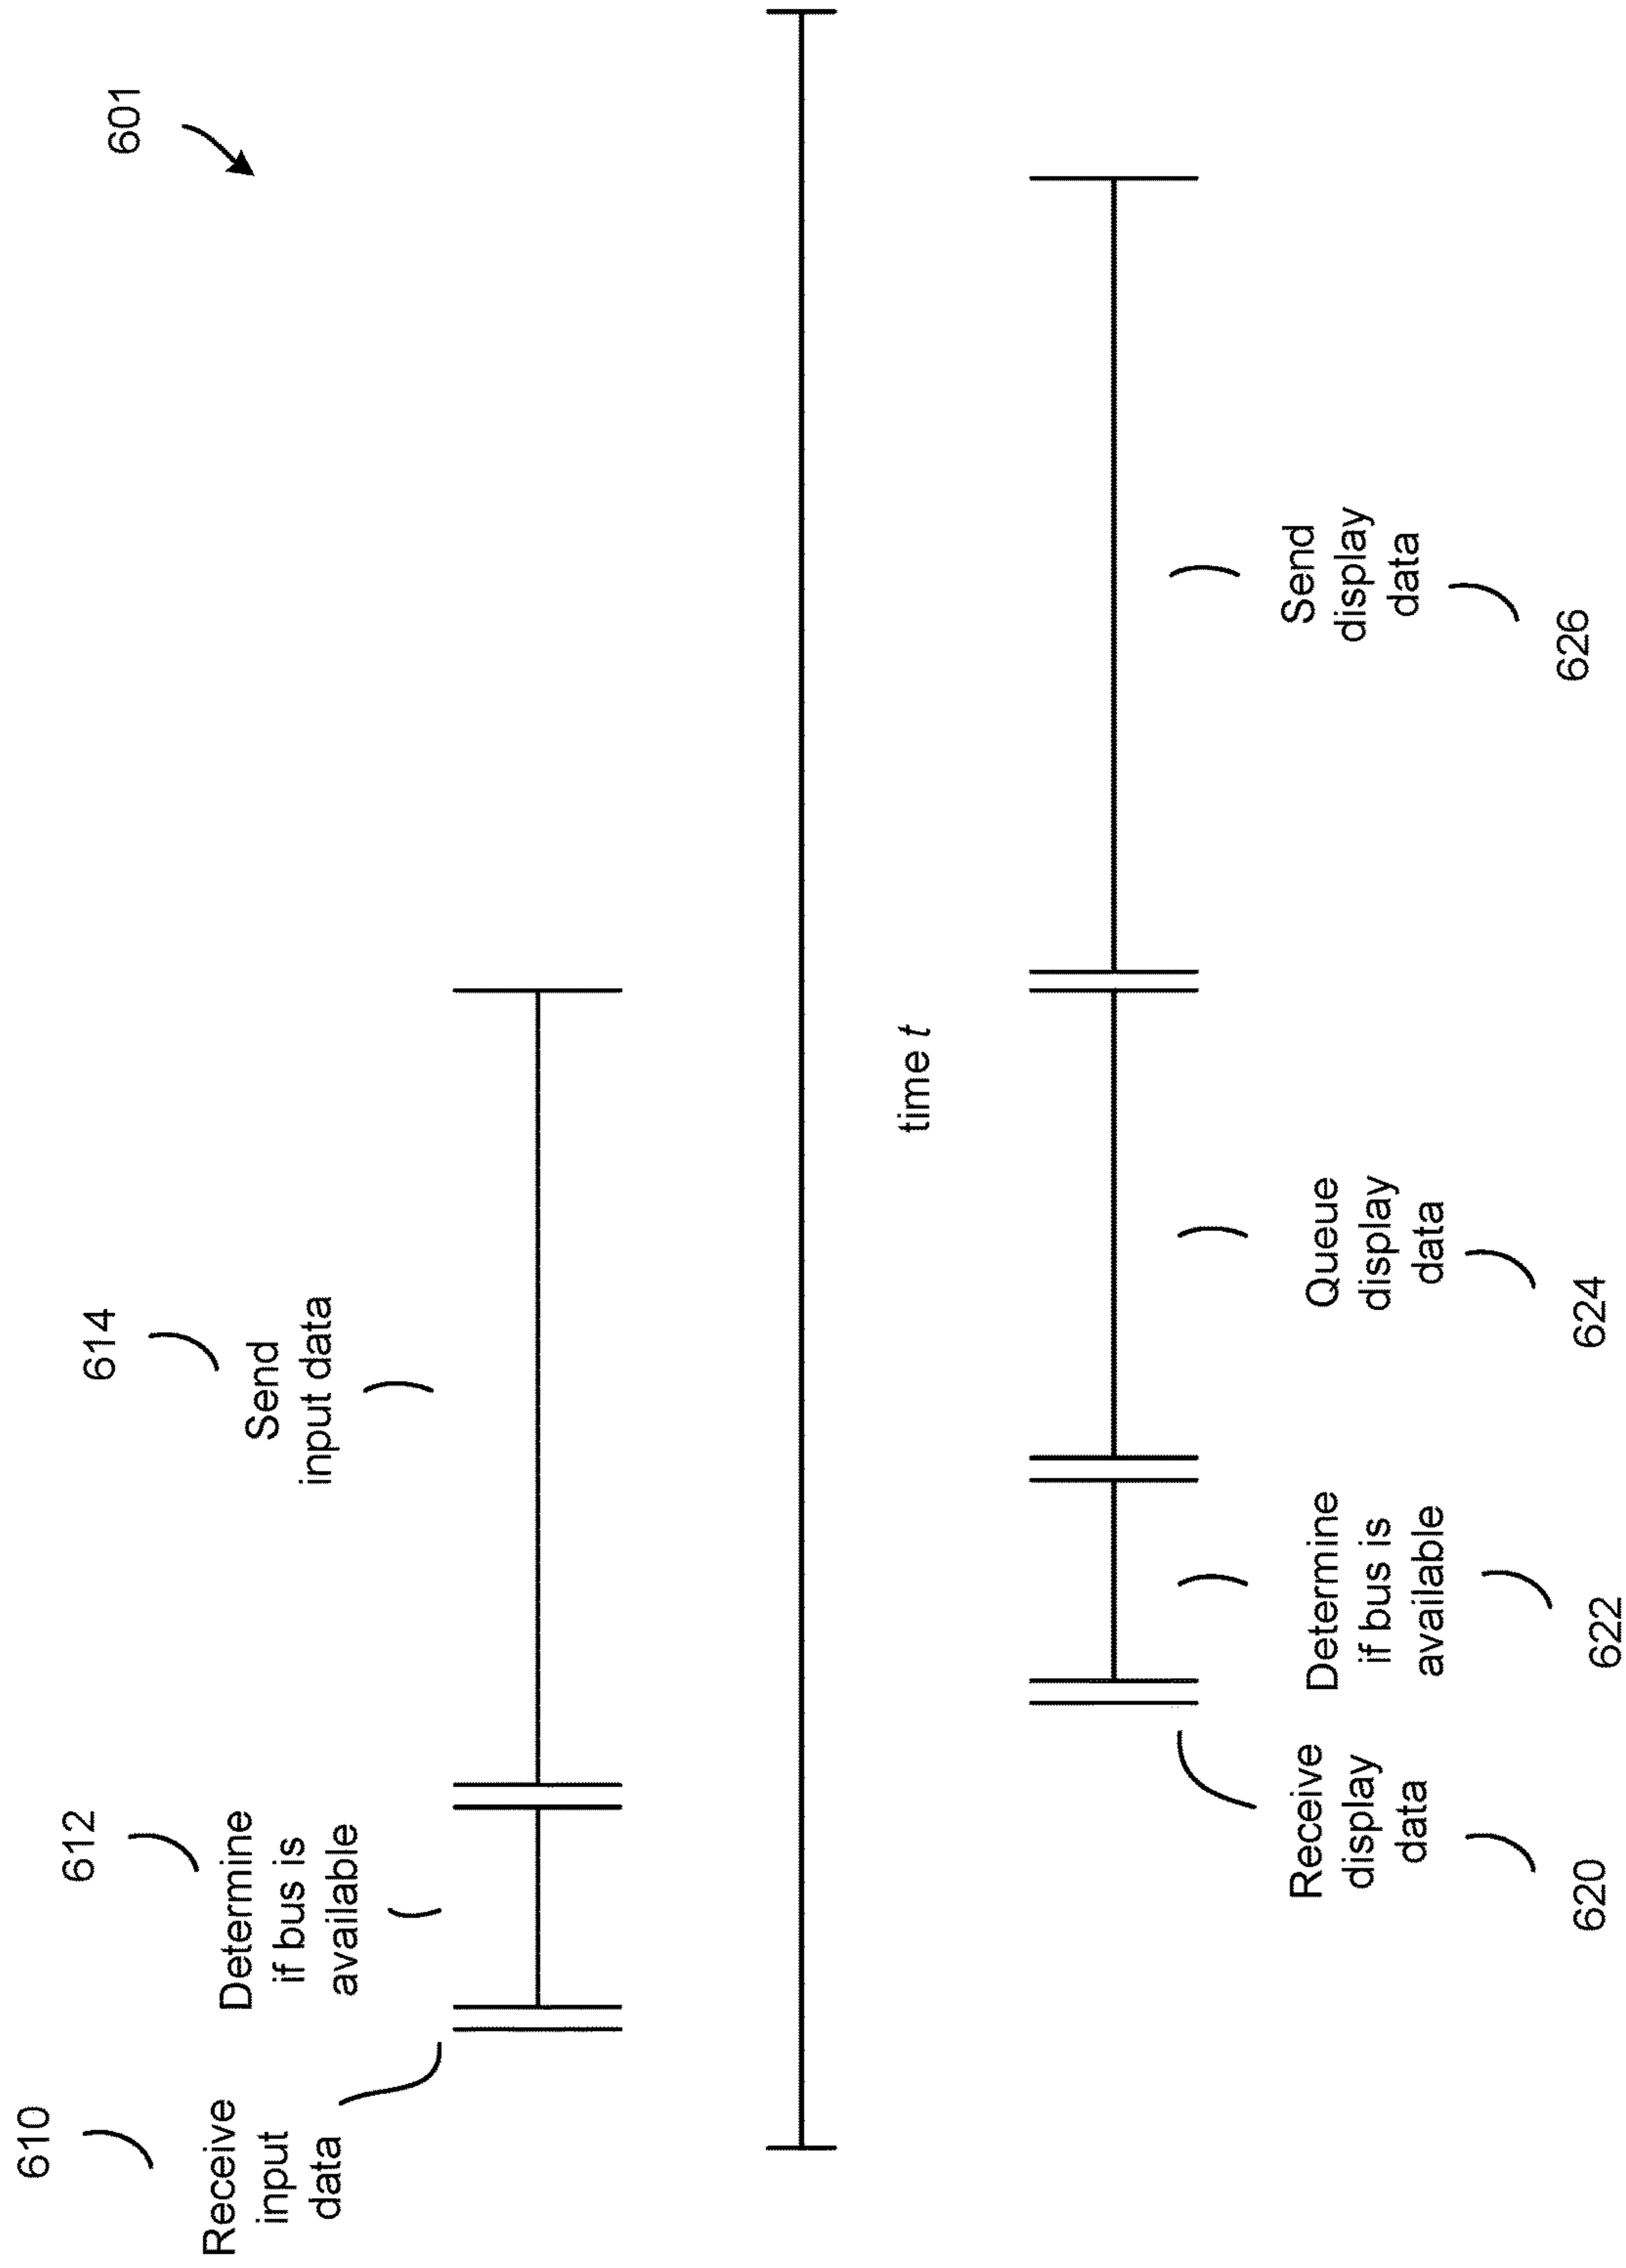 601
610
Receive
input
data
612
Determine
if bus is
available
614
Send
input data
time t
Receive
display
data
620
Determine
if bus is
available
622
Queue
display
data
624
Send
display
data
626